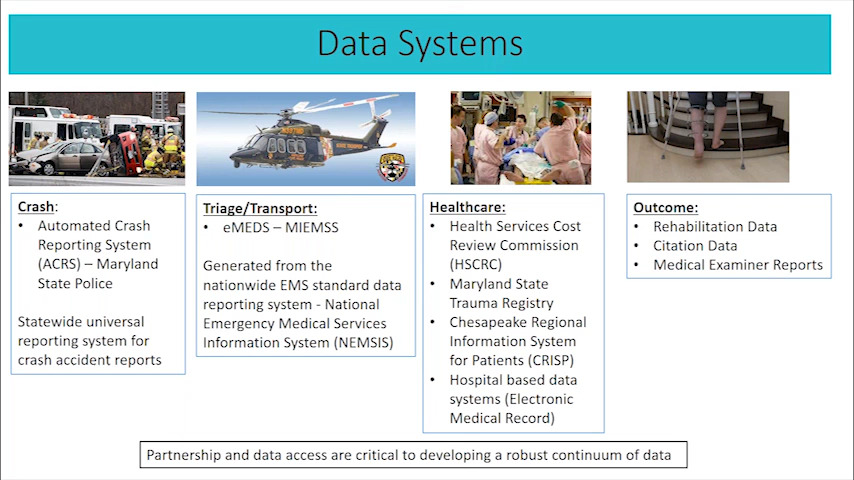 Data Systems
Crash:
• Automated Crash
Reporting System
(ACRS) – Maryland
State Police
Statewide universal
reporting system for
crash accident reports
Triage/Transport:
• eMEDS – MIEMSS
Generated from the
nationwide EMS standard data
reporting system - National
Emergency Medical Services
Information System (NEMSIS)
Healthcare:
• Health Services Cost
Review Commission
(HSCRC)
• Maryland State
Trauma Registry
• Chesapeake Regional
Information System
for Patients (CRISP)
• Hospital based data
systems (Electronic
Medical Record)
Outcome:
• Rehabilitation Data
• Citation Data
• Medical Examiner Reports
Partnership and data access are critical to developing a robust continuum of data